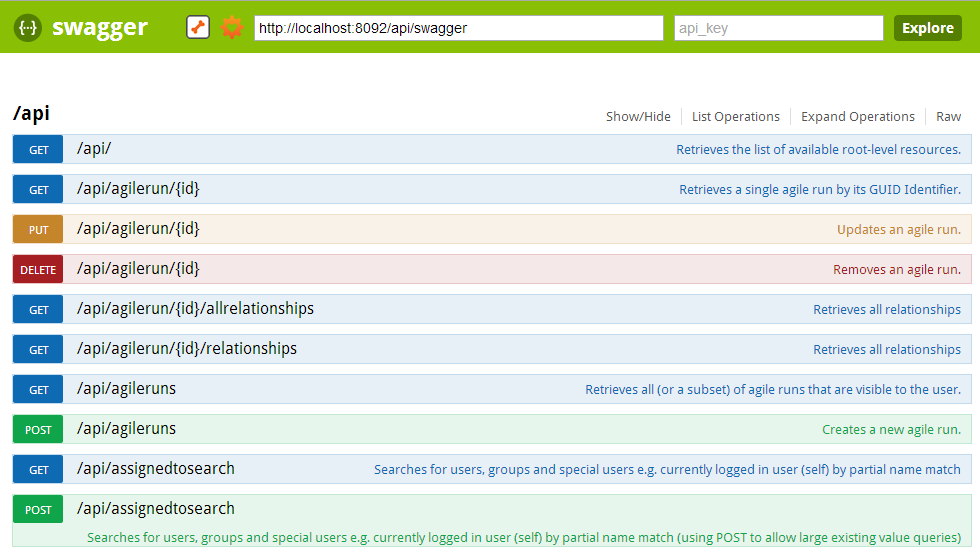 {··} swagger http://localhost:8092/api/swagger api_key Explore
/api Show/Hide List Operations Expand Operations Raw
GET /api/ Retrieves the list of available root-level resources.
GET /api/agilerun/{id} Retrieves a single agile run by its GUID Identifier.
PUT /api/agilerun/{id} Updates an agile run.
DELETE /api/agilerun/{id} Removes an agile run.
GET /api/agilerun/{id}/allrelationships Retrieves all relationships
GET /api/agilerun/{id}/relationships Retrieves all relationships
GET /api/agileruns Retrieves all (or a subset) of agile runs that are visible to the user.
POST /api/agileruns Creates a new agile run.
GET /api/assignedtosearch Searches for users, groups and special users e.g. currently logged in user (self) by partial name match
POST /api/assignedtosearch
Searches for users, groups and special users e.g. currently logged in user (self) by partial name match (using POST to allow large existing value queries)